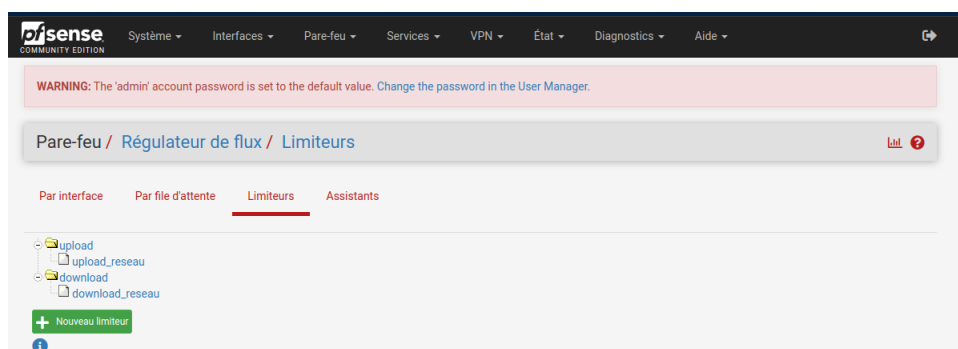 pfsense
COMMUNITY EDITION
Système Interfaces Pare-feu Services VPN État Diagnostics Aide
WARNING: The 'admin' account password is set to the default value. Change the password in the User Manager.
Pare-feu / Régulateur de flux / Limiteurs
Par interface Par file d'attente Limiteurs Assistants
upload
upload_reseau
download
download_reseau
Nouveau limiteur